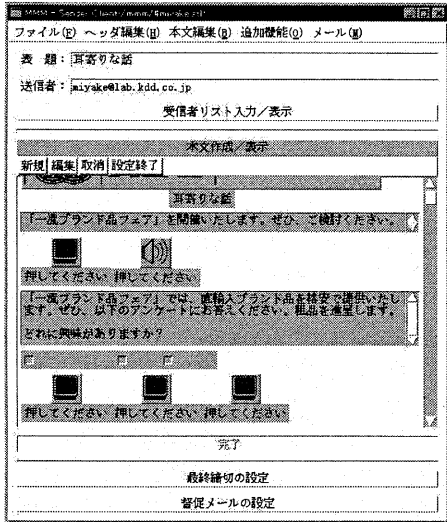 ファイル(F) ヘッダ編集(H) 本文編集(B) 追加機能(O) メール(M)
表 題: 耳寄りな話
送信者: miyake@lab.kdd.co.jp
受信者リスト入力／表示
本文作成／表示
新規 編集 取消 設定終了
耳寄りな話
「一流ブランド品フェア」を開催いたします。ぜひ、ご検討ください。
押してください 押してください
「一流ブランド品フェア」では、直輸入ブランド品を格安で提供いたし
ます。ぜひ、以下のアンケートにお答えください。粗品を進呈します。
どれに興味がありますか？
押してください 押してください 押してください
完了
最終締切の設定
督促メールの設定